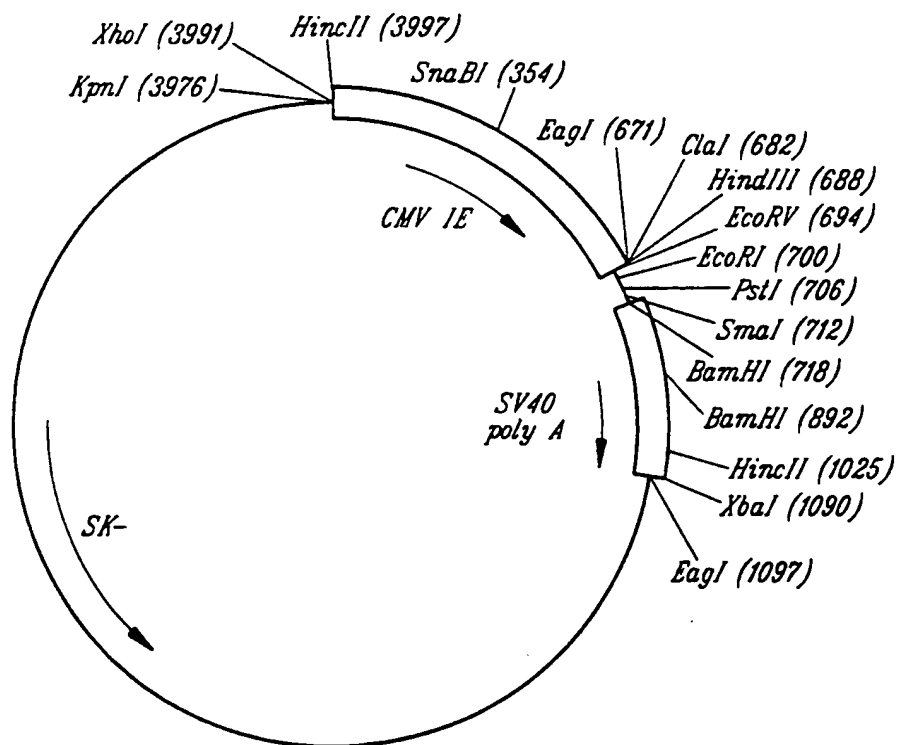 XhoI (3991)
HincII (3997)
KpnI (3976)
SnaBI (354)
EagI (671)
ClaI (682)
HindIII (688)
EcoRV (694)
CMV IE
EcoRI (700)
PstI (706)
SmaI (712)
BamHI (718)
SV40
poly A
BamHI (892)
HincII (1025)
XbaI (1090)
SK-
EagI (1097)